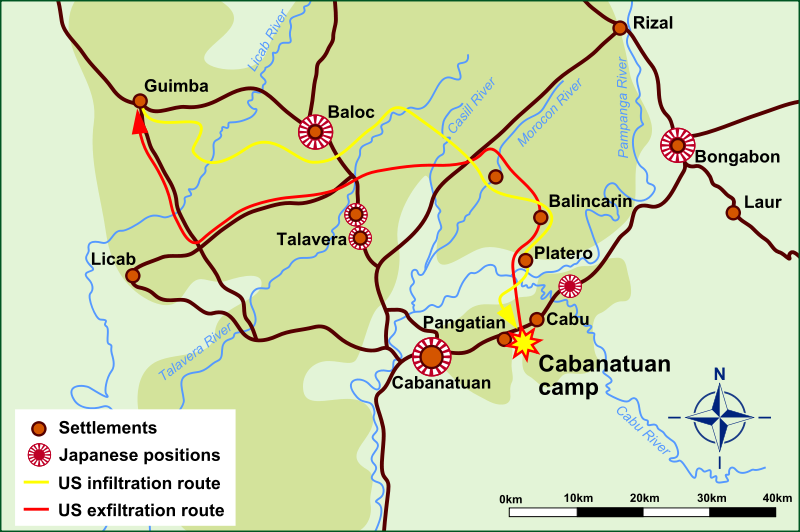 Rizal
Licab River
Guimba
Pampanga River
Casili River
Morocon River
Baloc
Bongabon
Balincarin
Laur
Talavera
Platero
Licab
Pangatian
Cabu
Talavera River
Cabanatuan
camp
Cabanatuan
N
Cabu River
Settlements
Japanese positions
US infiltration route
US exfiltration route
0km 10km 20km 30km 40km